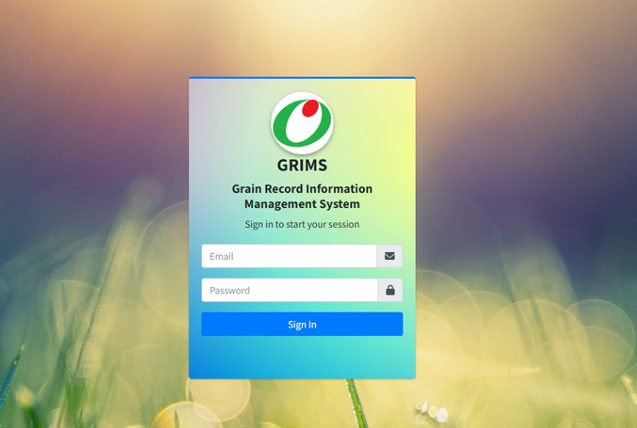 GRIMS
Grain Record Information
Management System
Sign in to start your session
Email
Password
Sign In